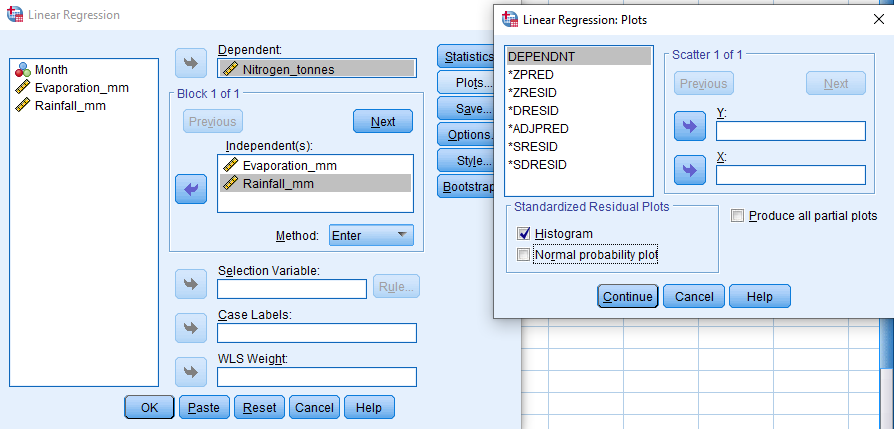 Linear Regression
Month
Evaporation_mm
Rainfall_mm
Dependent:
Nitrogen_tonnes
Block 1 of 1
Previous
Next
Independent(s):
Evaporation_mm
Rainfall_mm
Method:
Enter
Selection Variable:
Rule...
Case Labels:
WLS Weight:
OK
Paste
Reset
Cancel
Help
Statistics
Plots...
Save...
Options.
Style...
Bootstrap
Linear Regression: Plots
DEPENDNT
*ZPRED
*ZRESID
*DRESID
*ADJPRED
*SRESID
*SDRESID
Scatter 1 of 1
Previous
Next
Y:
X:
Standardized Residual Plots
Histogram
Normal probability plot
Produce all partial plots
Continue
Cancel
Help